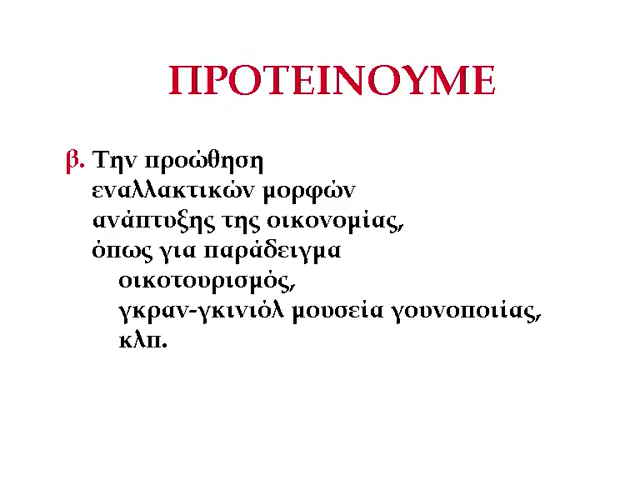 ΠΡΟΤΕΙΝΟΥΜΕ
β. Την προώθηση
εναλλακτικών μορφών
ανάπτυξης της οικονομίας,
όπως για παράδειγμα
οικοτουρισμός,
γκραν-γκινιόλ μουσεία γουνοποιίας,
κλπ.